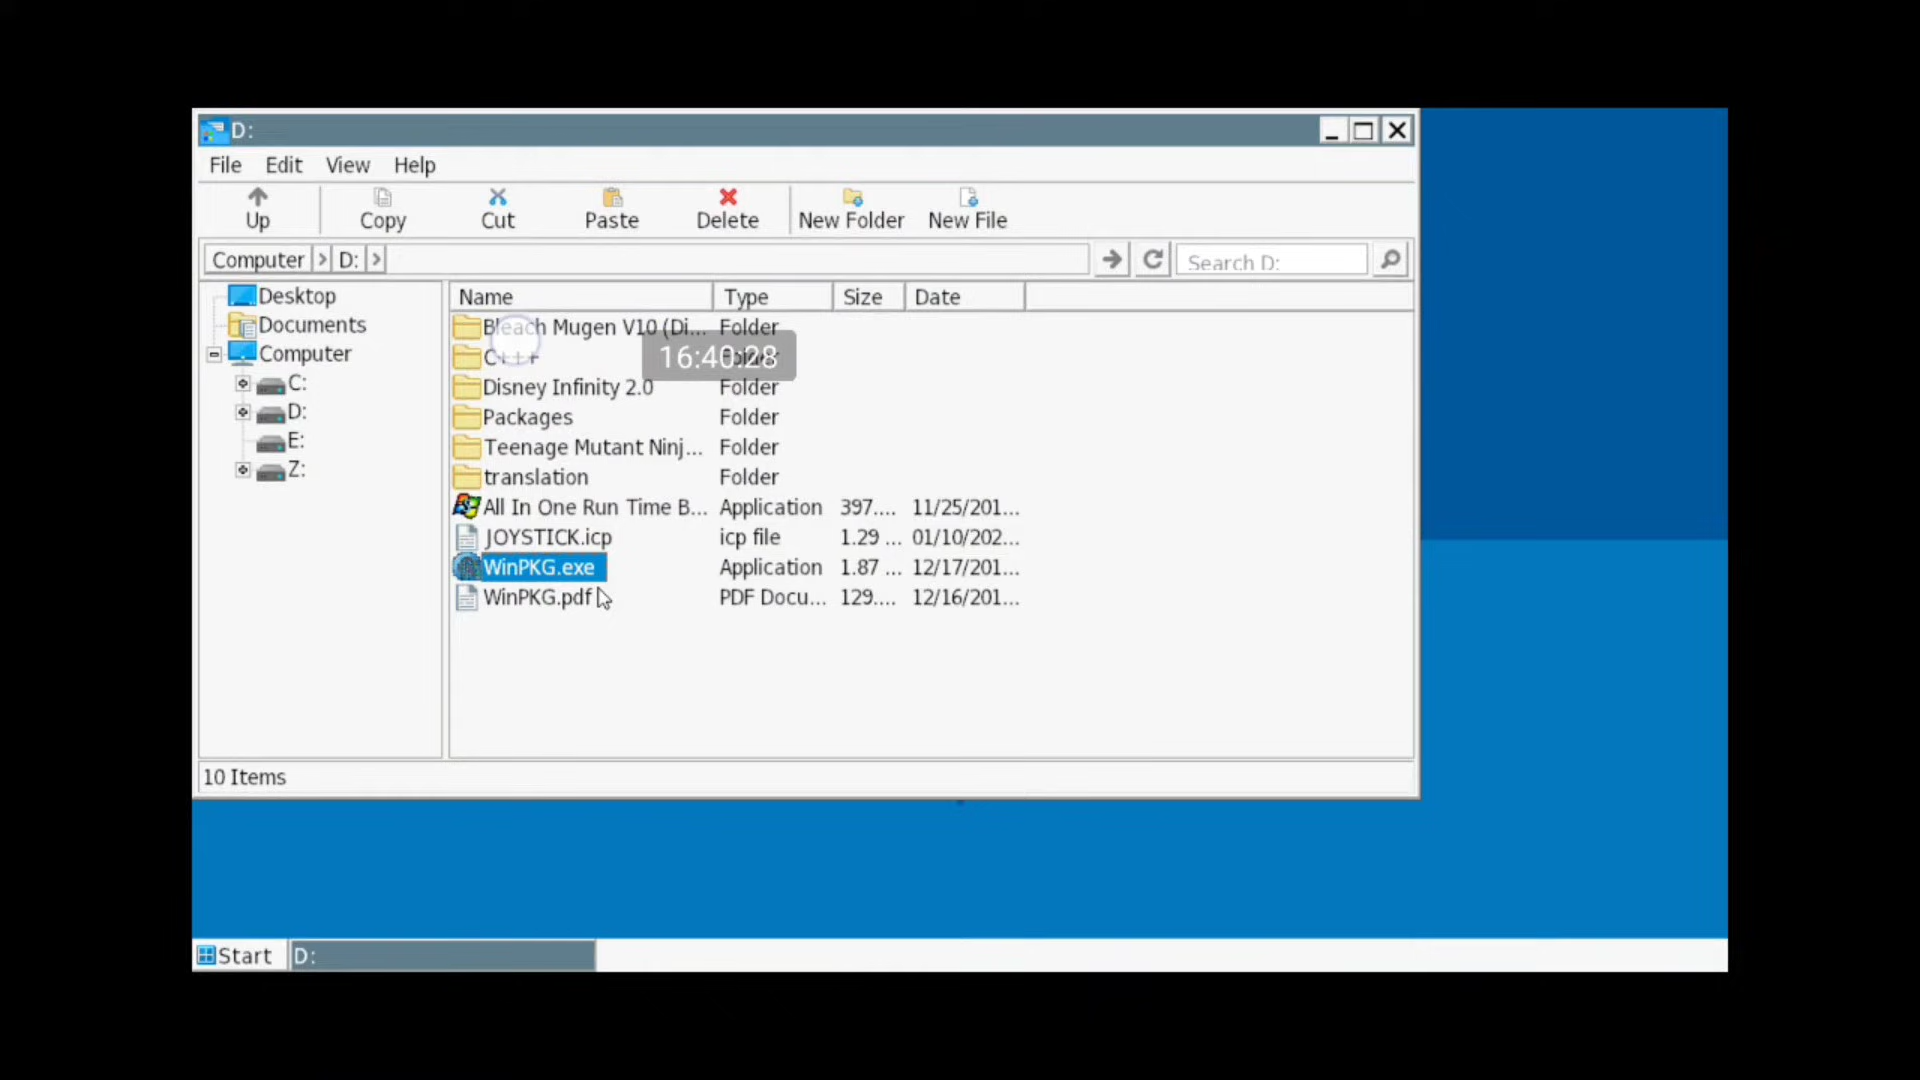 D:
File Edit View Help
Up Copy Cut Paste Delete New Folder New File
Computer > D: > Search D:
Desktop
Documents
Computer
C:
D:
E:
Z:
Name Type Size Date
Bleach Mugen V10 (Di... Folder
C+++ Folder
16:40:28
Disney Infinity 2.0 Folder
Packages Folder
Teenage Mutant Ninj... Folder
translation Folder
All In One Run Time B... Application 397.... 11/25/201...
JOYSTICK.icp icp file 1.29 ... 01/10/202...
WinPKG.exe Application 1.87 ... 12/17/201...
WinPKG.pdf PDF Docu... 129.... 12/16/201...
10 Items
Start D: